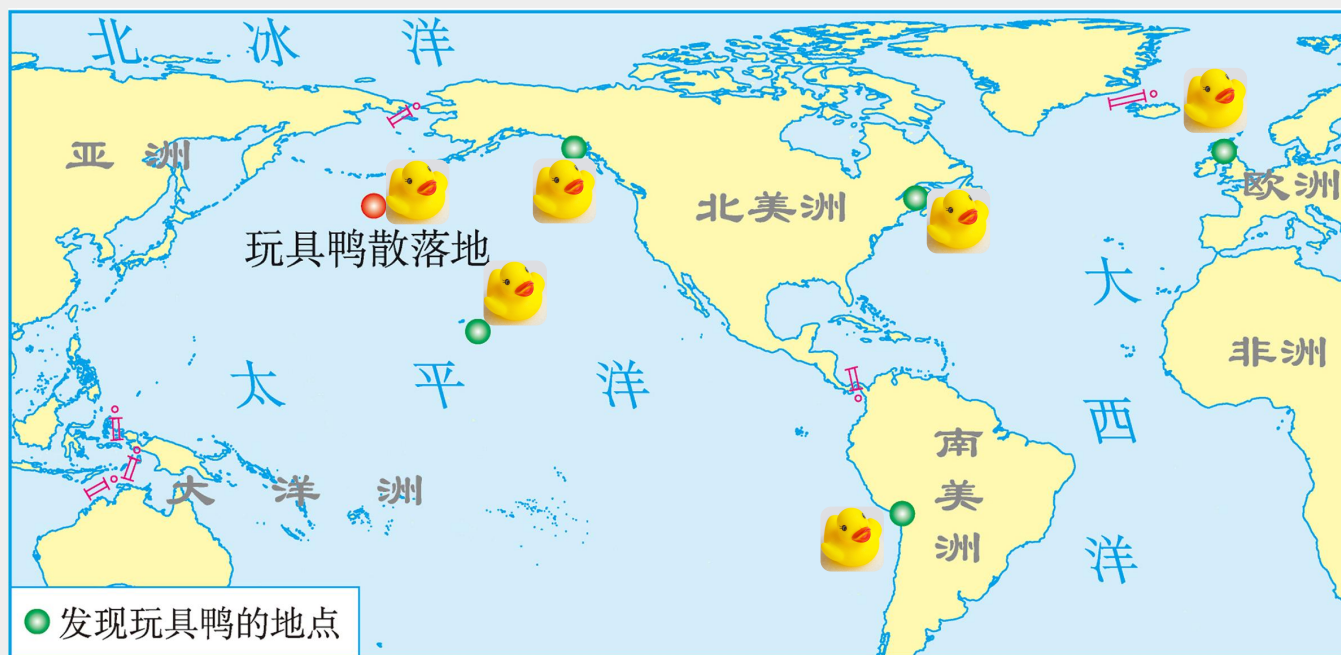 北冰洋
亚洲
北美洲
欧洲
玩具鸭散落地
大西洋
非洲
太平洋
大洋洲
南美洲
发现玩具鸭的地点